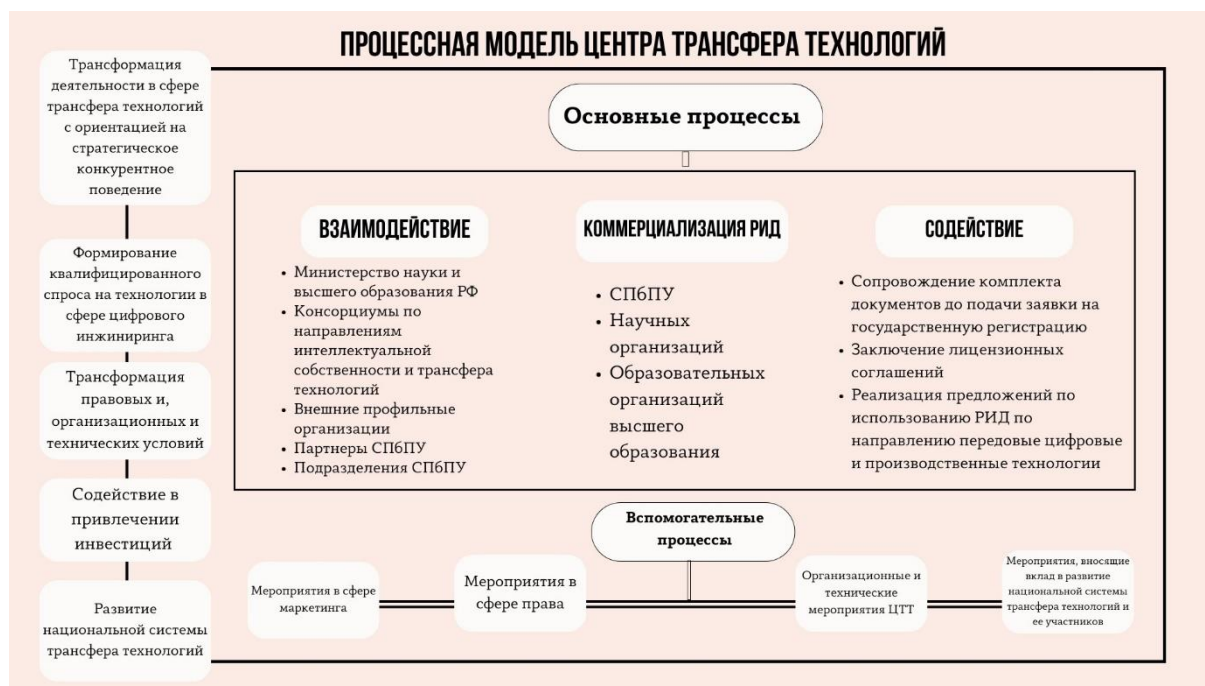 ПРОЦЕССНАЯ МОДЕЛЬ ЦЕНТРА ТРАНСФЕРА ТЕХНОЛОГИЙ
Трансформация
деятельности в сфере
трансфера технологий
с ориентацией на
стратегическое
конкурентное
поведение
Формирование
квалифицированного
спроса на технологии в
сфере цифрового
инжиниринга
Трансформация
правовых и,
организационных и
технических условий
Содействие в
привлечении
инвестиций
Развитие
национальной системы
трансфера технологий
Основные процессы
ВЗАИМОДЕЙСТВИЕ
• Министерство науки и
высшего образования РФ
• Консорциумы по
направлениям
интеллектуальной
собственности и трансфера
технологий
• Внешние профильные
организации
• Партнеры СПбПУ
• Подразделения СПбПУ
КОММЕРЦИАЛИЗАЦИЯ РИД
• СПбПУ
• Научных
организаций
• Образовательных
организаций
высшего
образования
СОДЕЙСТВИЕ
• Сопровождение комплекта
документов до подачи заявки на
государственную регистрацию
• Заключение лицензионных
соглашений
• Реализация предложений по
использованию РИД по
направлению передовые цифровые
и производственные технологии
Вспомогательные
процессы
Мероприятия в сфере
маркетинга
Мероприятия в
сфере права
Организационные и
технические
мероприятия ЦТТ
Мероприятия, вносящие
вклад в развитие
национальной системы
трансфера технологий и
ее участников